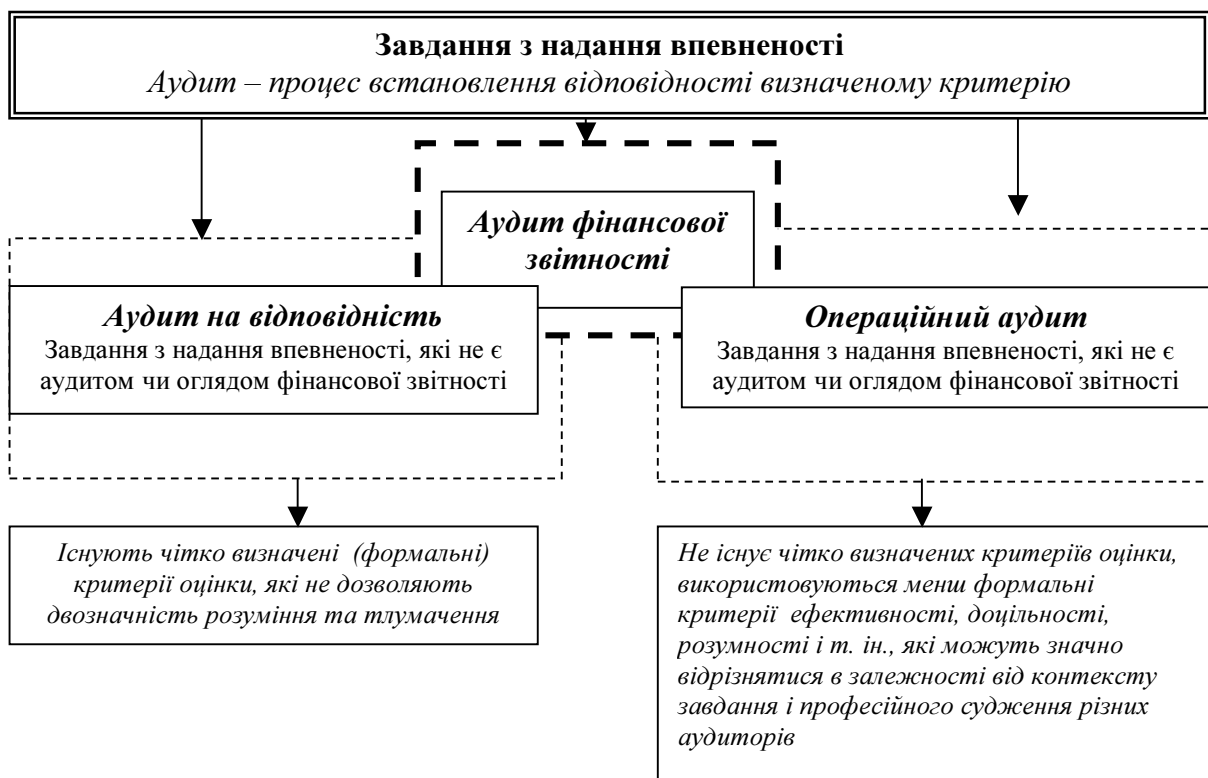 Завдання з надання впевненості
Аудит – процес встановлення відповідності визначеному критерію
Аудит фінансової
звітності
Аудит на відповідність
Завдання з надання впевненості, які не є
аудитом чи оглядом фінансової звітності
Операційний аудит
Завдання з надання впевненості, які не є
аудитом чи оглядом фінансової звітності
Існують чітко визначені (формальні)
критерії оцінки, які не дозволяють
двозначність розуміння та тлумачення
Не існує чітко визначених критеріїв оцінки,
використовуються менш формальні
критерії ефективності, доцільності,
розумності і т. ін., які можуть значно
відрізнятися в залежності від контексту
завдання і професійного судження різних
аудиторів